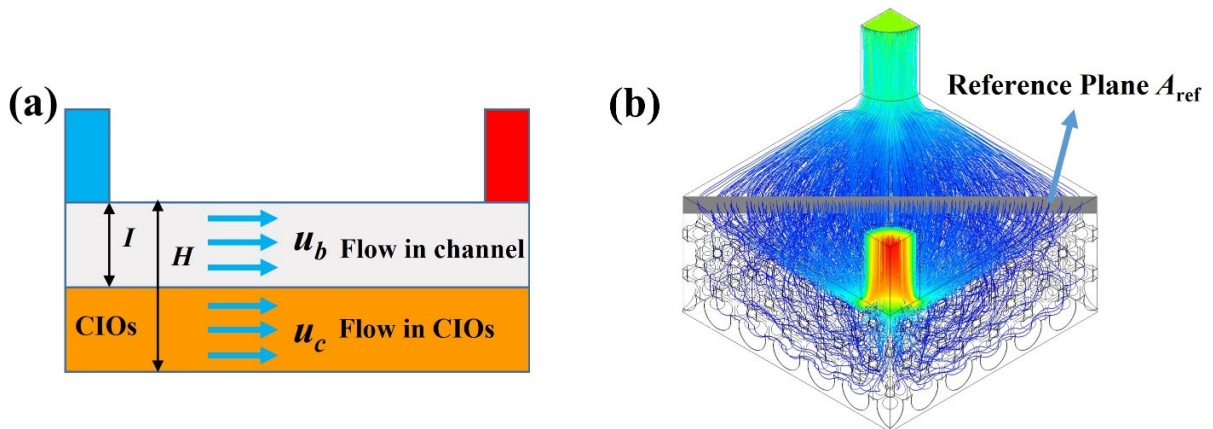 (a)
I
H
u_b Flow in channel
CIOs
u_c Flow in CIOs
(b)
Reference Plane A_ref